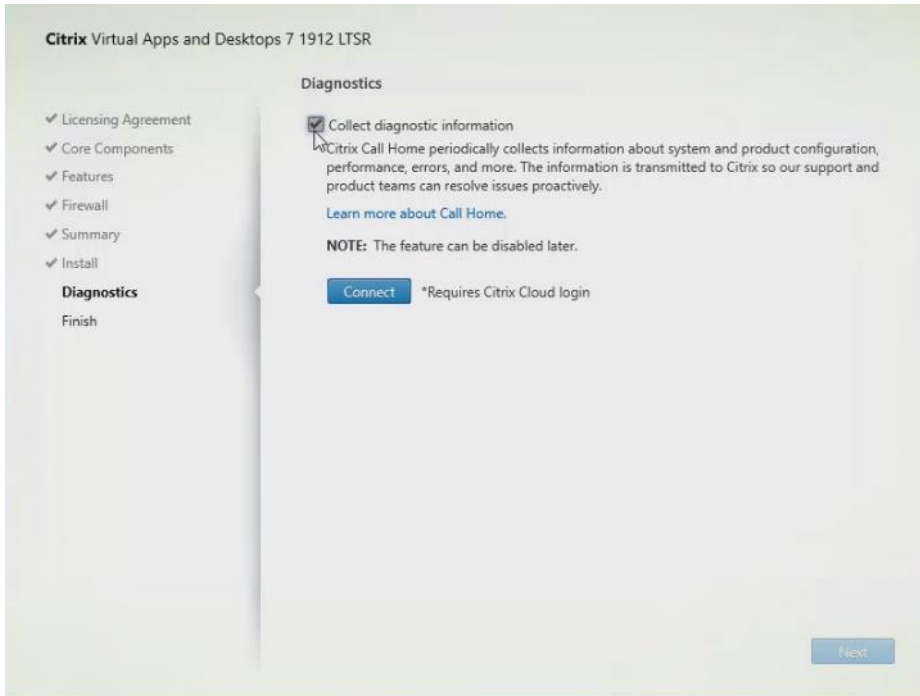 Citrix Virtual Apps and Desktops 7 1912 LTSR
Diagnostics
Licensing Agreement
Core Components
Features
Firewall
Summary
Install
Diagnostics
Finish
Collect diagnostic information
Citrix Call Home periodically collects information about system and product configuration,
performance, errors, and more. The information is transmitted to Citrix so our support and
product teams can resolve issues proactively.
Learn more about Call Home.
NOTE: The feature can be disabled later.
Connect *Requires Citrix Cloud login
Next